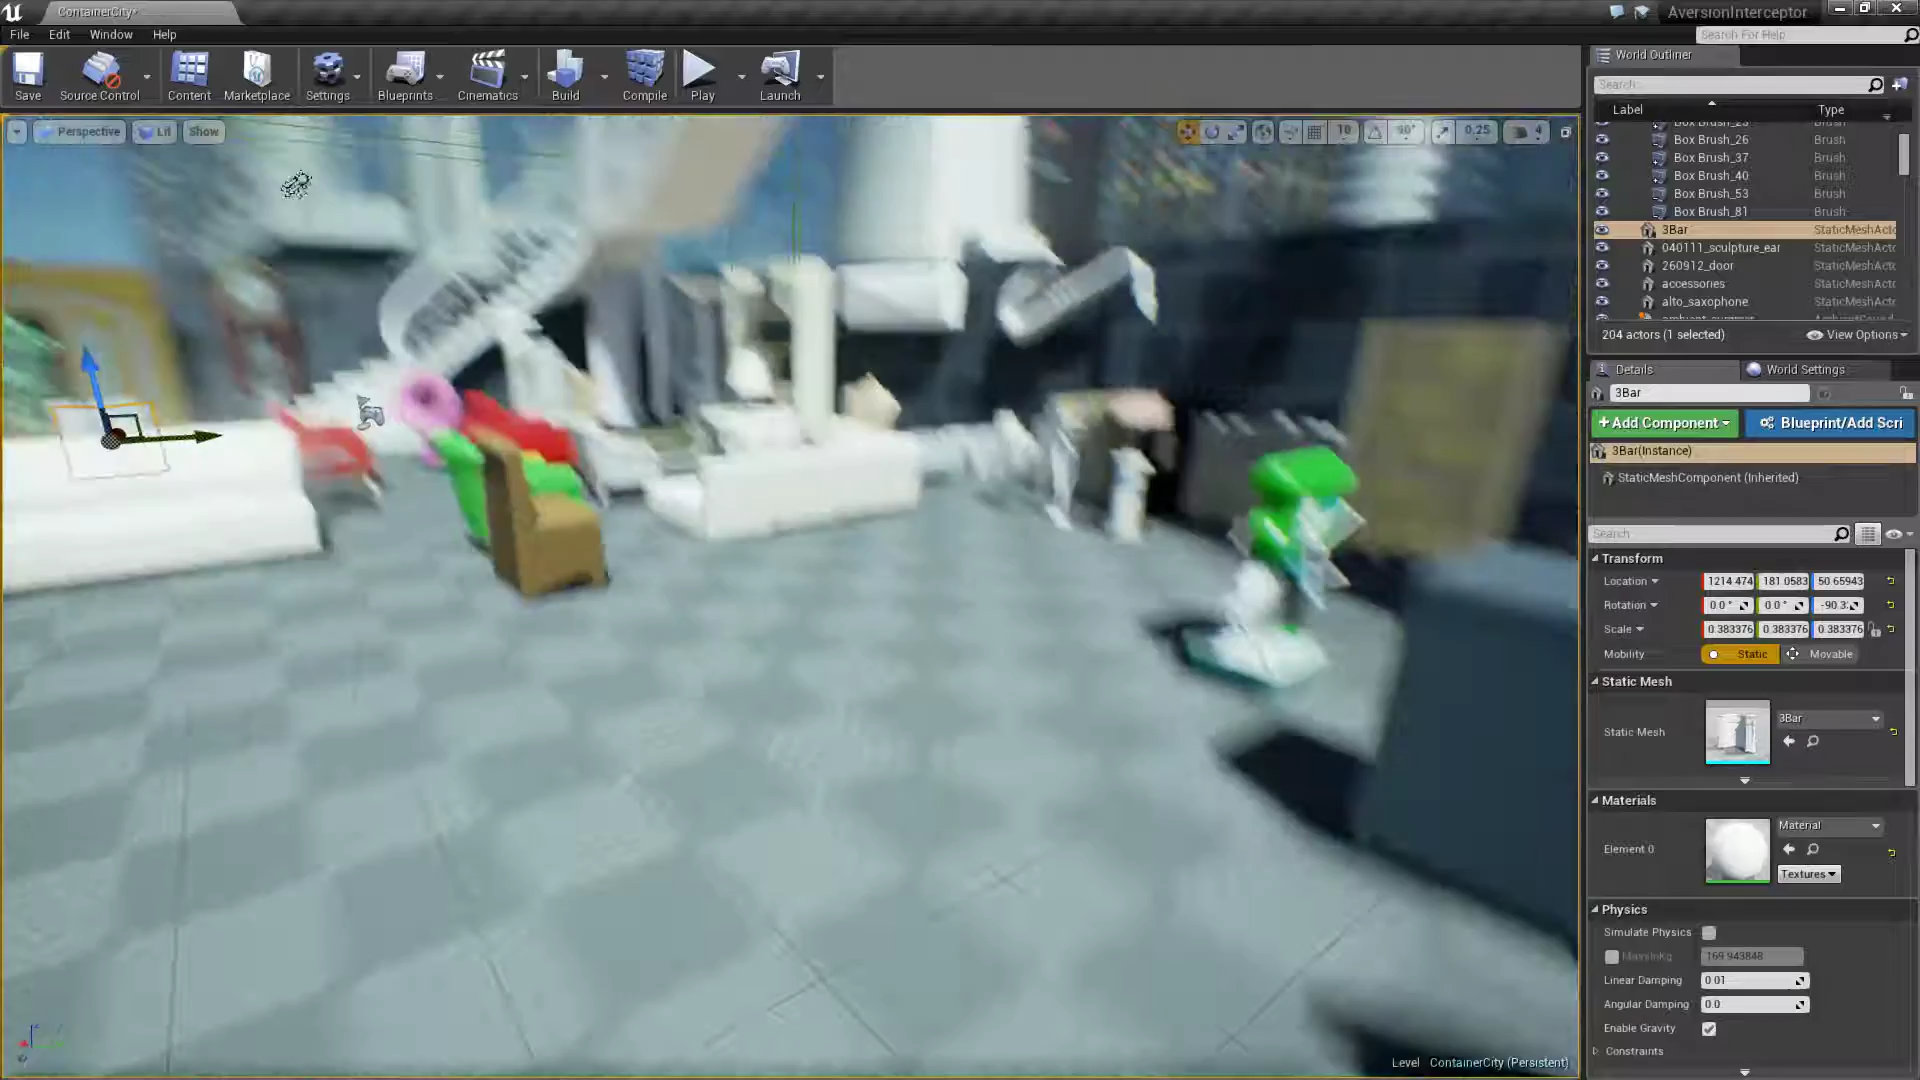 ContainerCity*
AversionInterceptor
File Edit Window Help
Search For Help
Save Source Control Content Marketplace Settings Blueprints Cinematics Build Compile Play Launch
World Outliner
Search...
Label Type
Perspective Lit Show 10 90° 0.25 4
Box Brush_26 Brush
Box Brush_37 Brush
Box Brush_40 Brush
Box Brush_53 Brush
Box Brush_81 Brush
3Bar StaticMeshActo
040111_sculpture_ear StaticMeshActo
260912_door StaticMeshActo
accessories StaticMeshActo
alto_saxophone StaticMeshActo
204 actors (1 selected) View Options
Details World Settings
3Bar
+Add Component Blueprint/Add Scri
3Bar(Instance)
StaticMeshComponent (Inherited)
Search
Transform
Location 1214.474 181.0583 50.65943
Rotation 0.0° 0.0°
Scale 0.383376 0.383376 0.383376
Mobility Static Movable
Static Mesh
Static Mesh 3Bar
Materials
Element 0 Material
Textures
Physics
Simulate Physics
MassInKg 169.943848
Linear Damping 0.01
Angular Damping 0.0
Enable Gravity
Constraints
Level ContainerCity (Persistent)